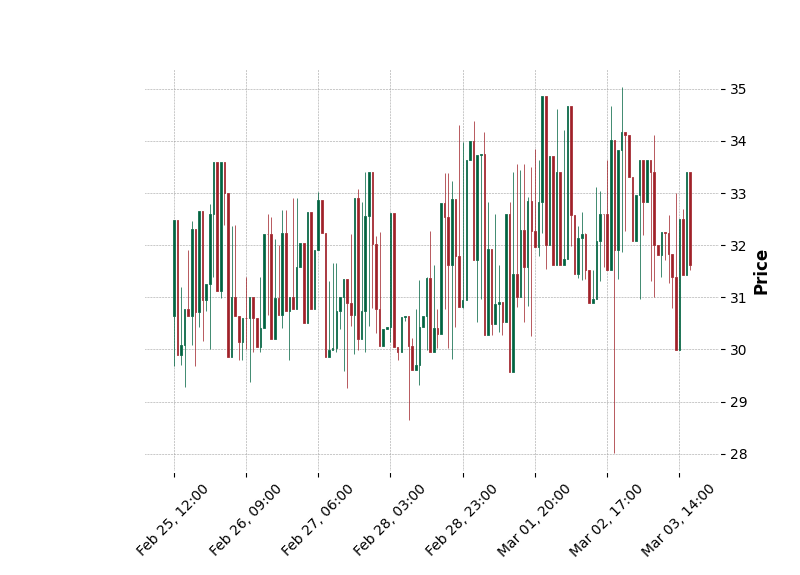 35
34
33
32
31
30
29
28
Price
Feb 25, 12:00
Feb 26, 09:00
Feb 27, 06:00
Feb 28, 03:00
Feb 28, 23:00
Mar 01, 20:00
Mar 02, 17:00
Mar 03, 14:00